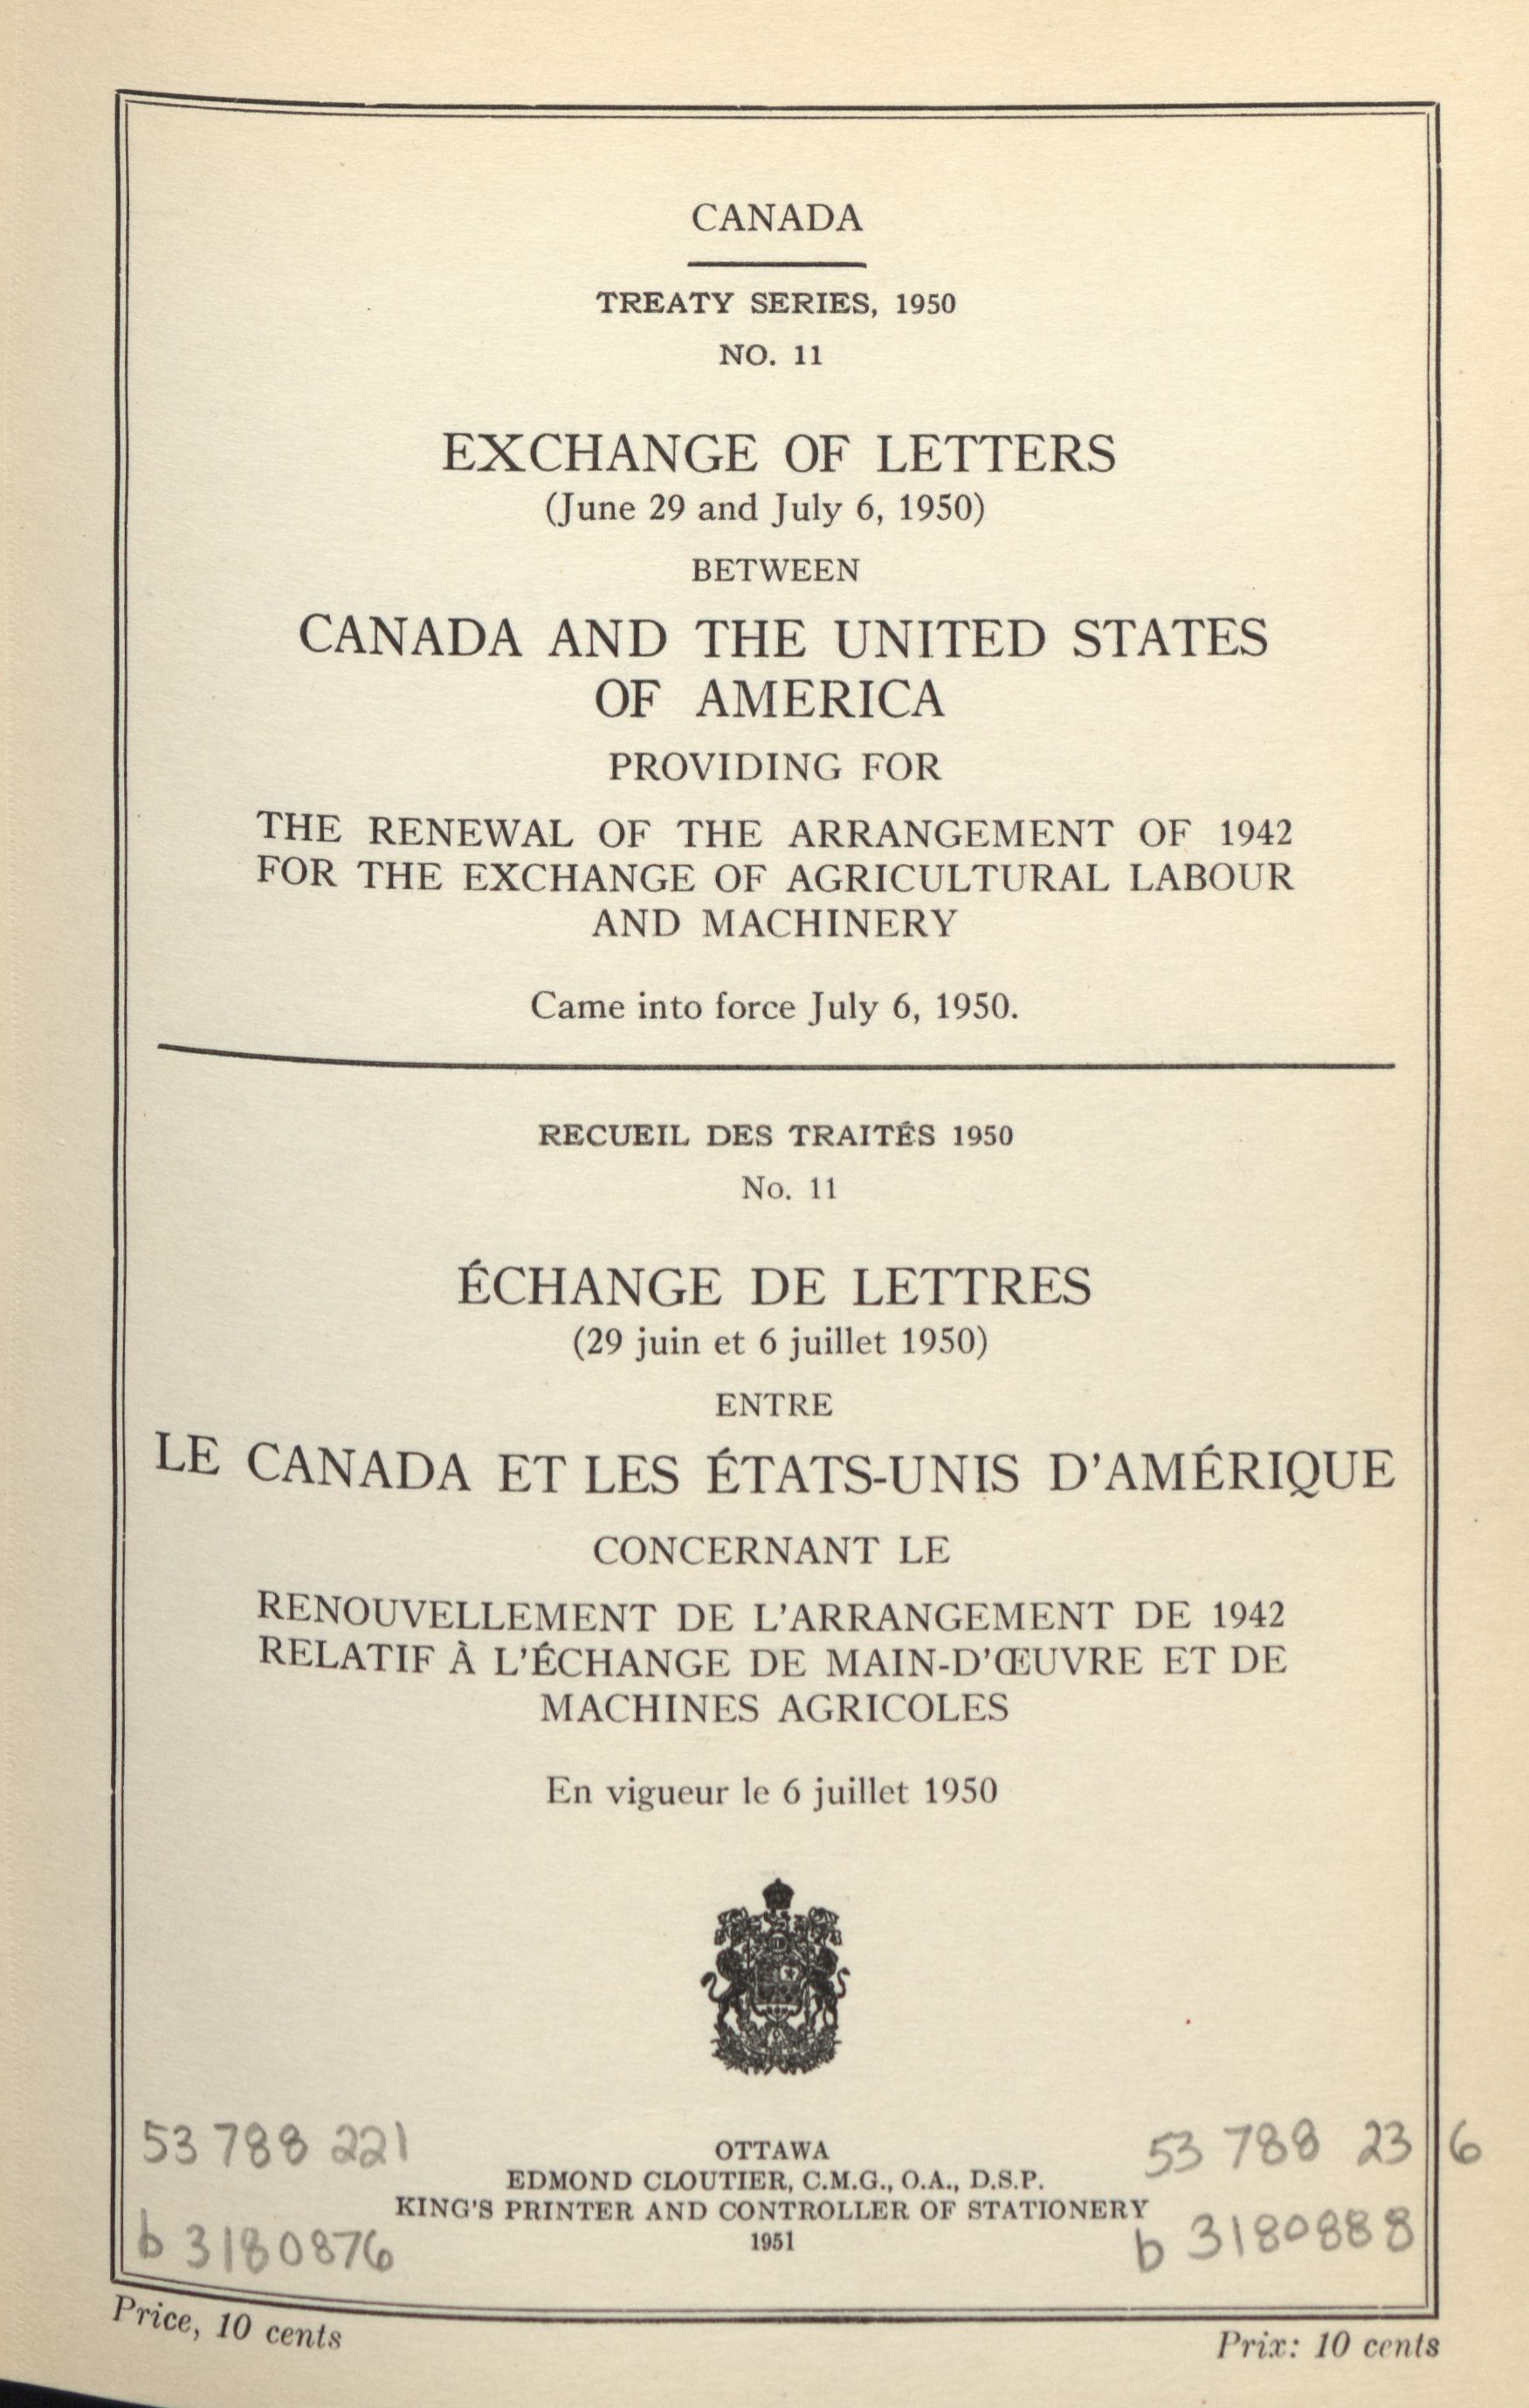 CANADA
TREATY SERIES, 1950
NO. 11
EXCHANGE OF LETTERS
(June 29 and July 6, 1950)
BETWEEN
CANADA AND THE UNITED STATES
OF AMERICA
PROVIDING FOR
THE RENEWAL OF THE ARRANGEMENT OF 1942
FOR THE EXCHANGE OF AGRICULTURAL LABOUR
AND MACHINERY
Came into force July 6, 1950.
RECUEIL DES TRAITÉS 1950
No. 11
ÉCHANGE DE LETTRES
(29 juin et 6 juillet 1950)
ENTRE
LE CANADA ET LES ÉTATS-UNIS D'AMÉRIQUE
CONCERNANT LE
RENOUVELLEMENT DE L'ARRANGEMENT DE 1942
RELATIF À L'ÉCHANGE DE MAIN-D'ŒUVRE ET DE
MACHINES AGRICOLES
En vigueur le 6 juillet 1950
53 788 221
53 788 236
OTTAWA
EDMOND CLOUTIER, C.M.G., O.A., D.S.P.
KING'S PRINTER AND CONTROLLER OF STATIONERY
1951
b 3180876
b 3180888
Price, 10 cents
Prix: 10 cents